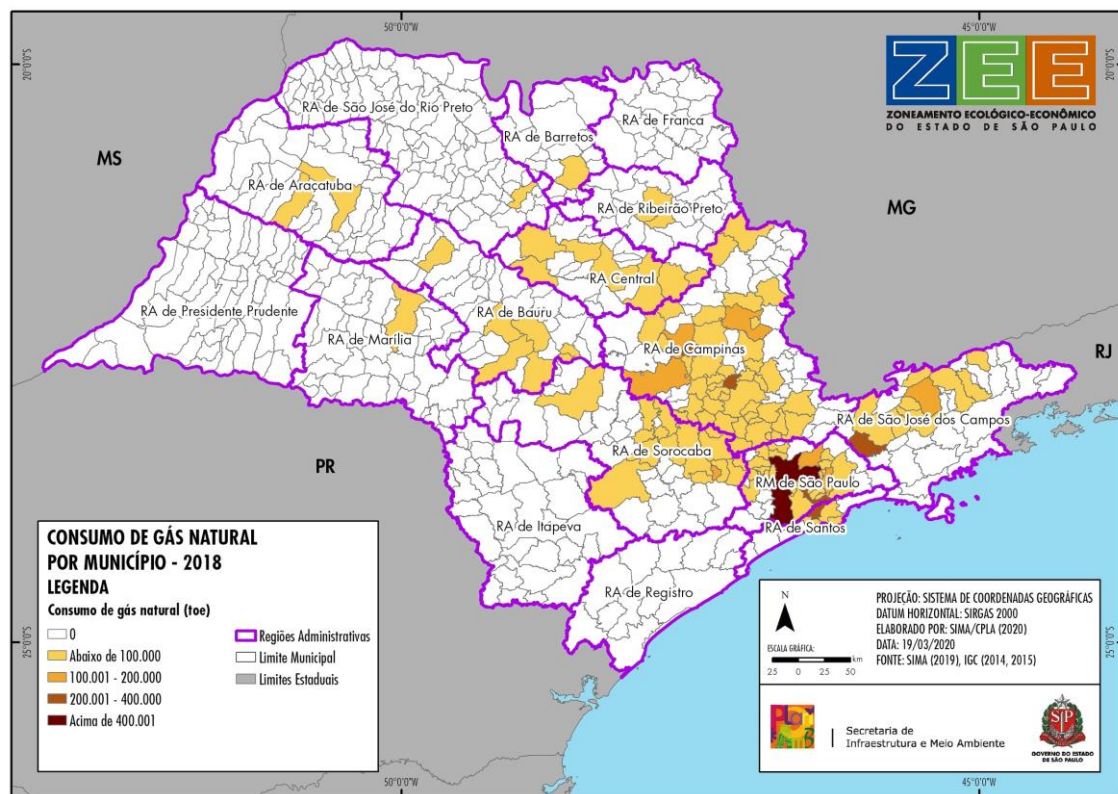 50°0'0"W
45°0'0"W
20°0'0"S
20°0'0"S
ZEE
ZONEAMENTO ECOLÓGICO-ECONÔMICO
DO ESTADO DE SÃO PAULO
RA de São José do Rio Preto
RA de Barretos
RA de Franca
MS
RA de Araçatuba
MG
RA de Ribeirão Preto
RA Central
RA de Presidente Prudente
RA de Bauru
RA de Marília
RA de Campinas
RJ
RA de São José dos Campos
RA de Sorocaba
PR
RM de São Paulo
RA de Itapeva
RA de Santos
RA de Registro
CONSUMO DE GÁS NATURAL
POR MUNICÍPIO - 2018
LEGENDA
Consumo de gás natural (toe)
0
Abaixo de 100.000
100.001 - 200.000
200.001 - 400.000
Acima de 400.001
Regiões Administrativas
Limite Municipal
Limites Estaduais
N
ESCALA GRÁFICA:
25 0 25 50 km
PROJEÇÃO: SISTEMA DE COORDENADAS GEOGRÁFICAS
DATUM HORIZONTAL: SIRGAS 2000
ELABORADO POR: SIMA/CPLA (2020)
DATA: 19/03/2020
FONTE: SIMA (2019), IGC (2014, 2015)
25°0'0"S
25°0'0"S
Secretaria de
Infraestrutura e Meio Ambiente
SP
GOVERNO DO ESTADO
DE SÃO PAULO
50°0'0"W
45°0'0"W